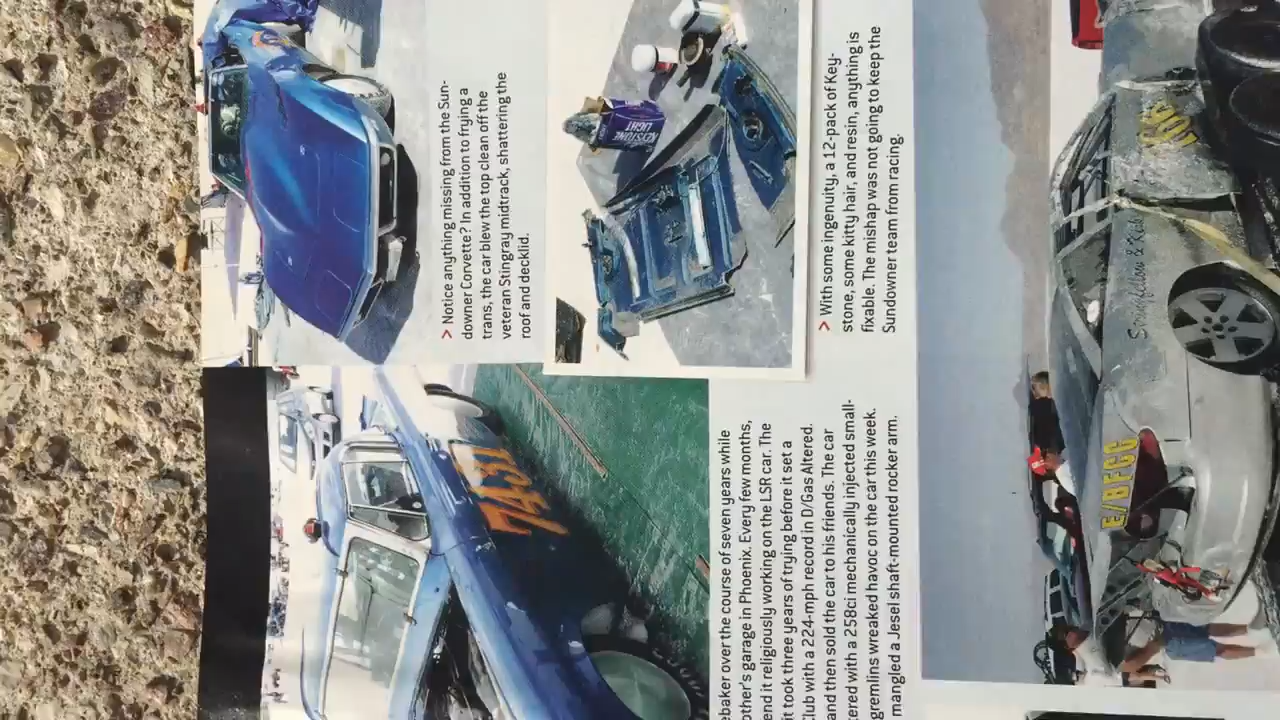 > Notice anything missing from the Sun-
downer Corvette? In addition to frying a
trans, the car blew the top clean off the
veteran Stingray midtrack, shattering the
roof and decklid.
KEYSTONE
LIGHT
> With some ingenuity, a 12-pack of Key-
stone, some kitty hair, and resin, anything is
fixable. The mishap was not going to keep the
Sundowner team from racing.
ebaker over the course of seven years while
other's garage in Phoenix. Every few months,
end it religiously working on the LSR car. The
it took three years of trying before it set a
Club with a 224-mph record in D/Gas Altered.
and then sold the car to his friends. The car
ered with a 258ci mechanically injected small-
gremlins wreaked havoc on the car this week.
mangled a Jesel shaft-mounted rocker arm.
E/BFCC